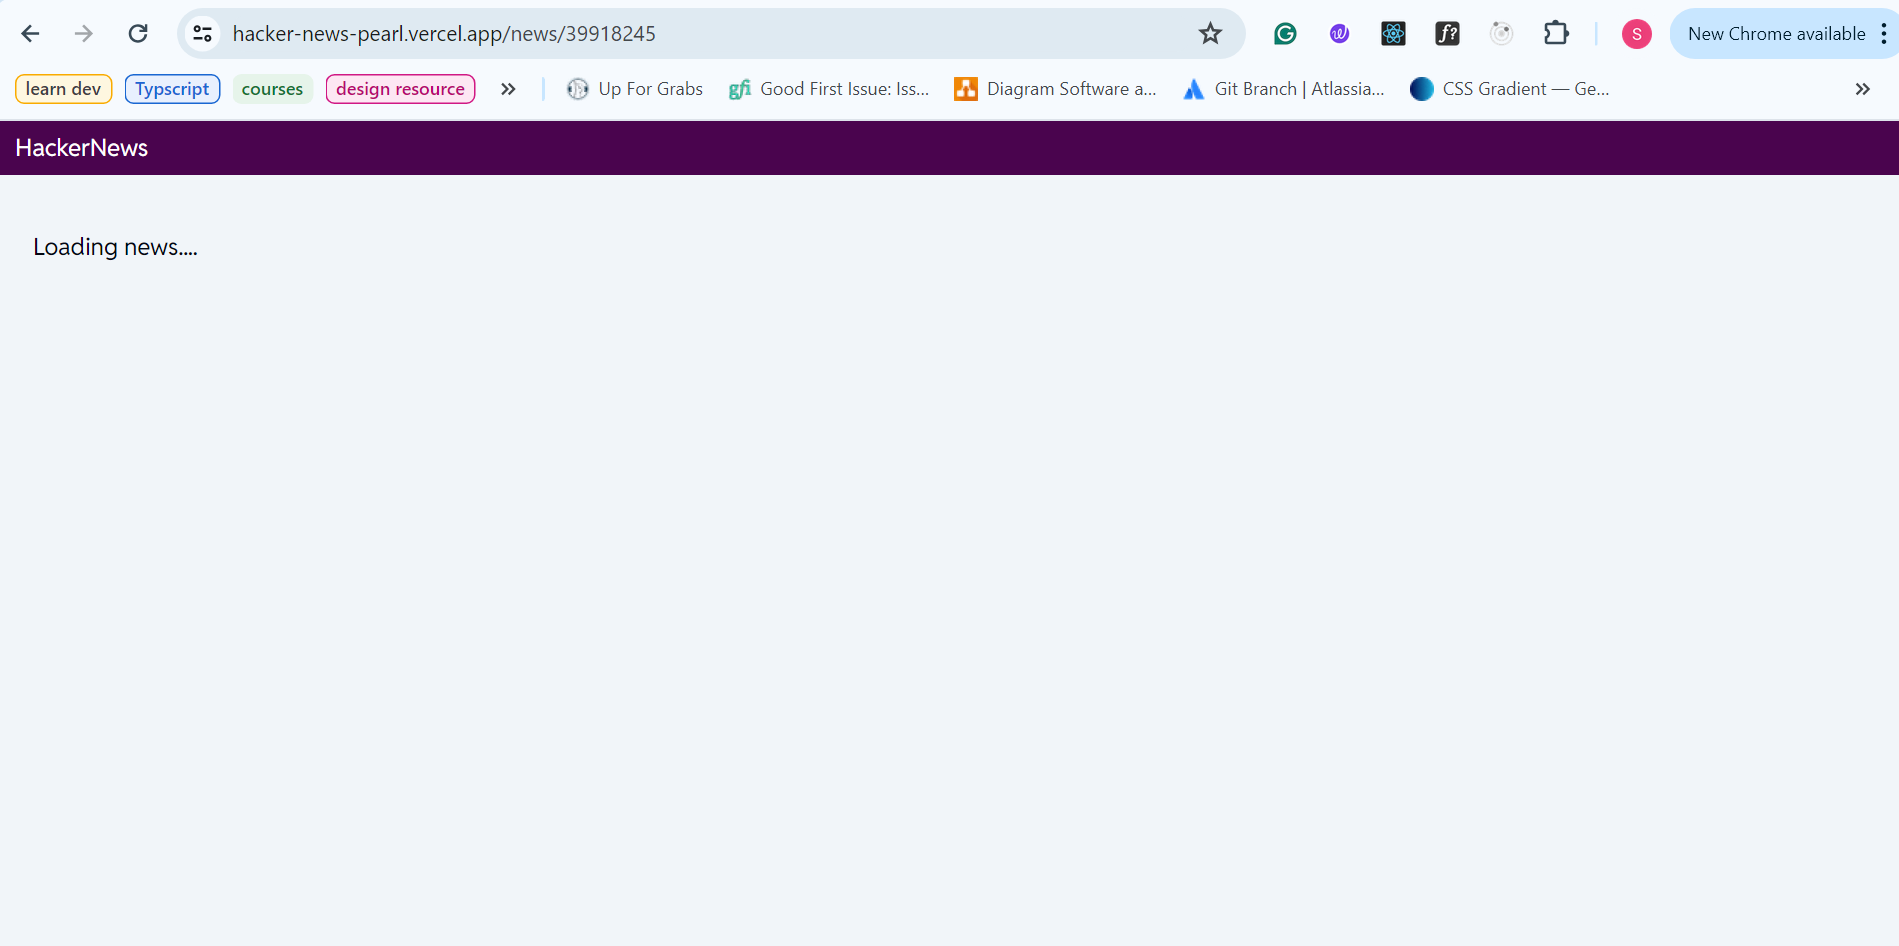 hacker-news-pearl.vercel.app/news/39918245
S
New Chrome available
learn dev
Typscript
courses
design resource
Up For Grabs
gfi
Good First Issue: Iss...
Diagram Software a...
Git Branch | Atlassia...
CSS Gradient — Ge...
HackerNews
Loading news....